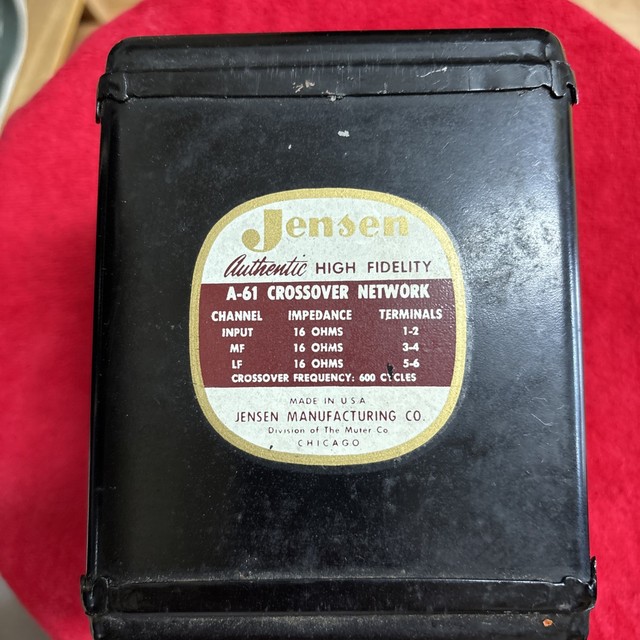 Jensen
Authentic HIGH FIDELITY
A-61 CROSSOVER NETWORK
CHANNEL IMPEDANCE TERMINALS
INPUT 16 OHMS 1-2
MF 16 OHMS 3-4
LF 16 OHMS 5-6
CROSSOVER FREQUENCY: 600 CYCLES
MADE IN U.S.A
JENSEN MANUFACTURING CO.
Division of The Muter Co.
CHICAGO